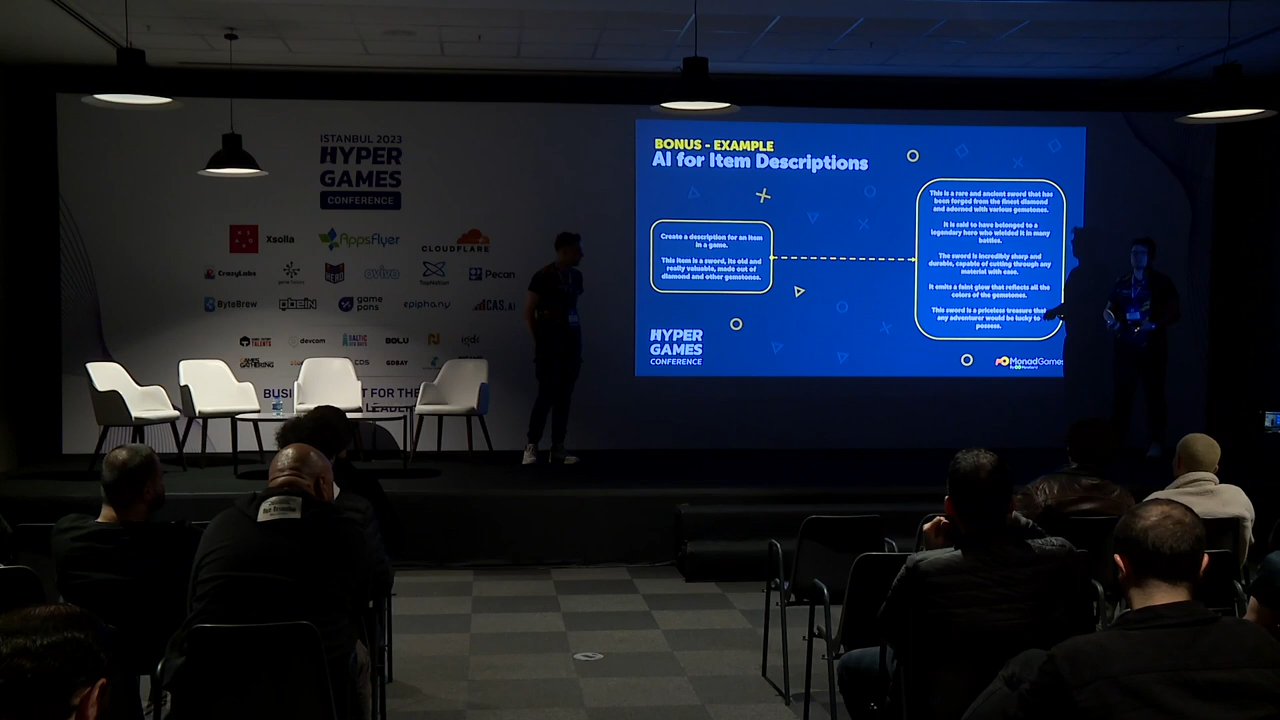 ISTANBUL 2023
HYPER
GAMES
CONFERENCE
Xsolla
AppsFlyer
CLOUDFLARE
CRAZYLABS
HERO
TapNation
Pecan
ByteBrew
game
pons
epiphany
ACAS.AI
devcom
BALTIC
GDBAY
GATHERING
BONUS - EXAMPLE
AI for Item Descriptions
Create a description for an item
in a game.
This item is a sword, its old and
really valuable, made out of
diamond and other gemstones.
This is a rare and ancient sword that has
been forged from the finest diamond
and adorned with various gemstones.
It is said to have belonged to a
legendary hero who wielded it in many
battles.
The sword is incredibly sharp and
durable, capable of cutting through any
material with ease.
It emits a faint glow that reflects all the
colors of the gemstones.
This sword is a priceless treasure that
any adventurer would be lucky to
possess.
HYPER
GAMES
CONFERENCE
MonadGames